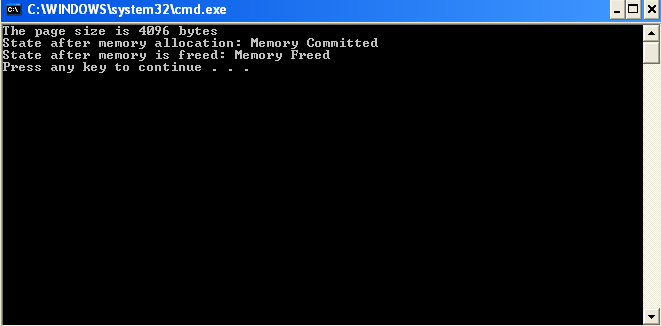 C:\WINDOWS\system32\cmd.exe
The page size is 4096 bytes
State after memory allocation: Memory Committed
State after memory is freed: Memory Freed
Press any key to continue . . .